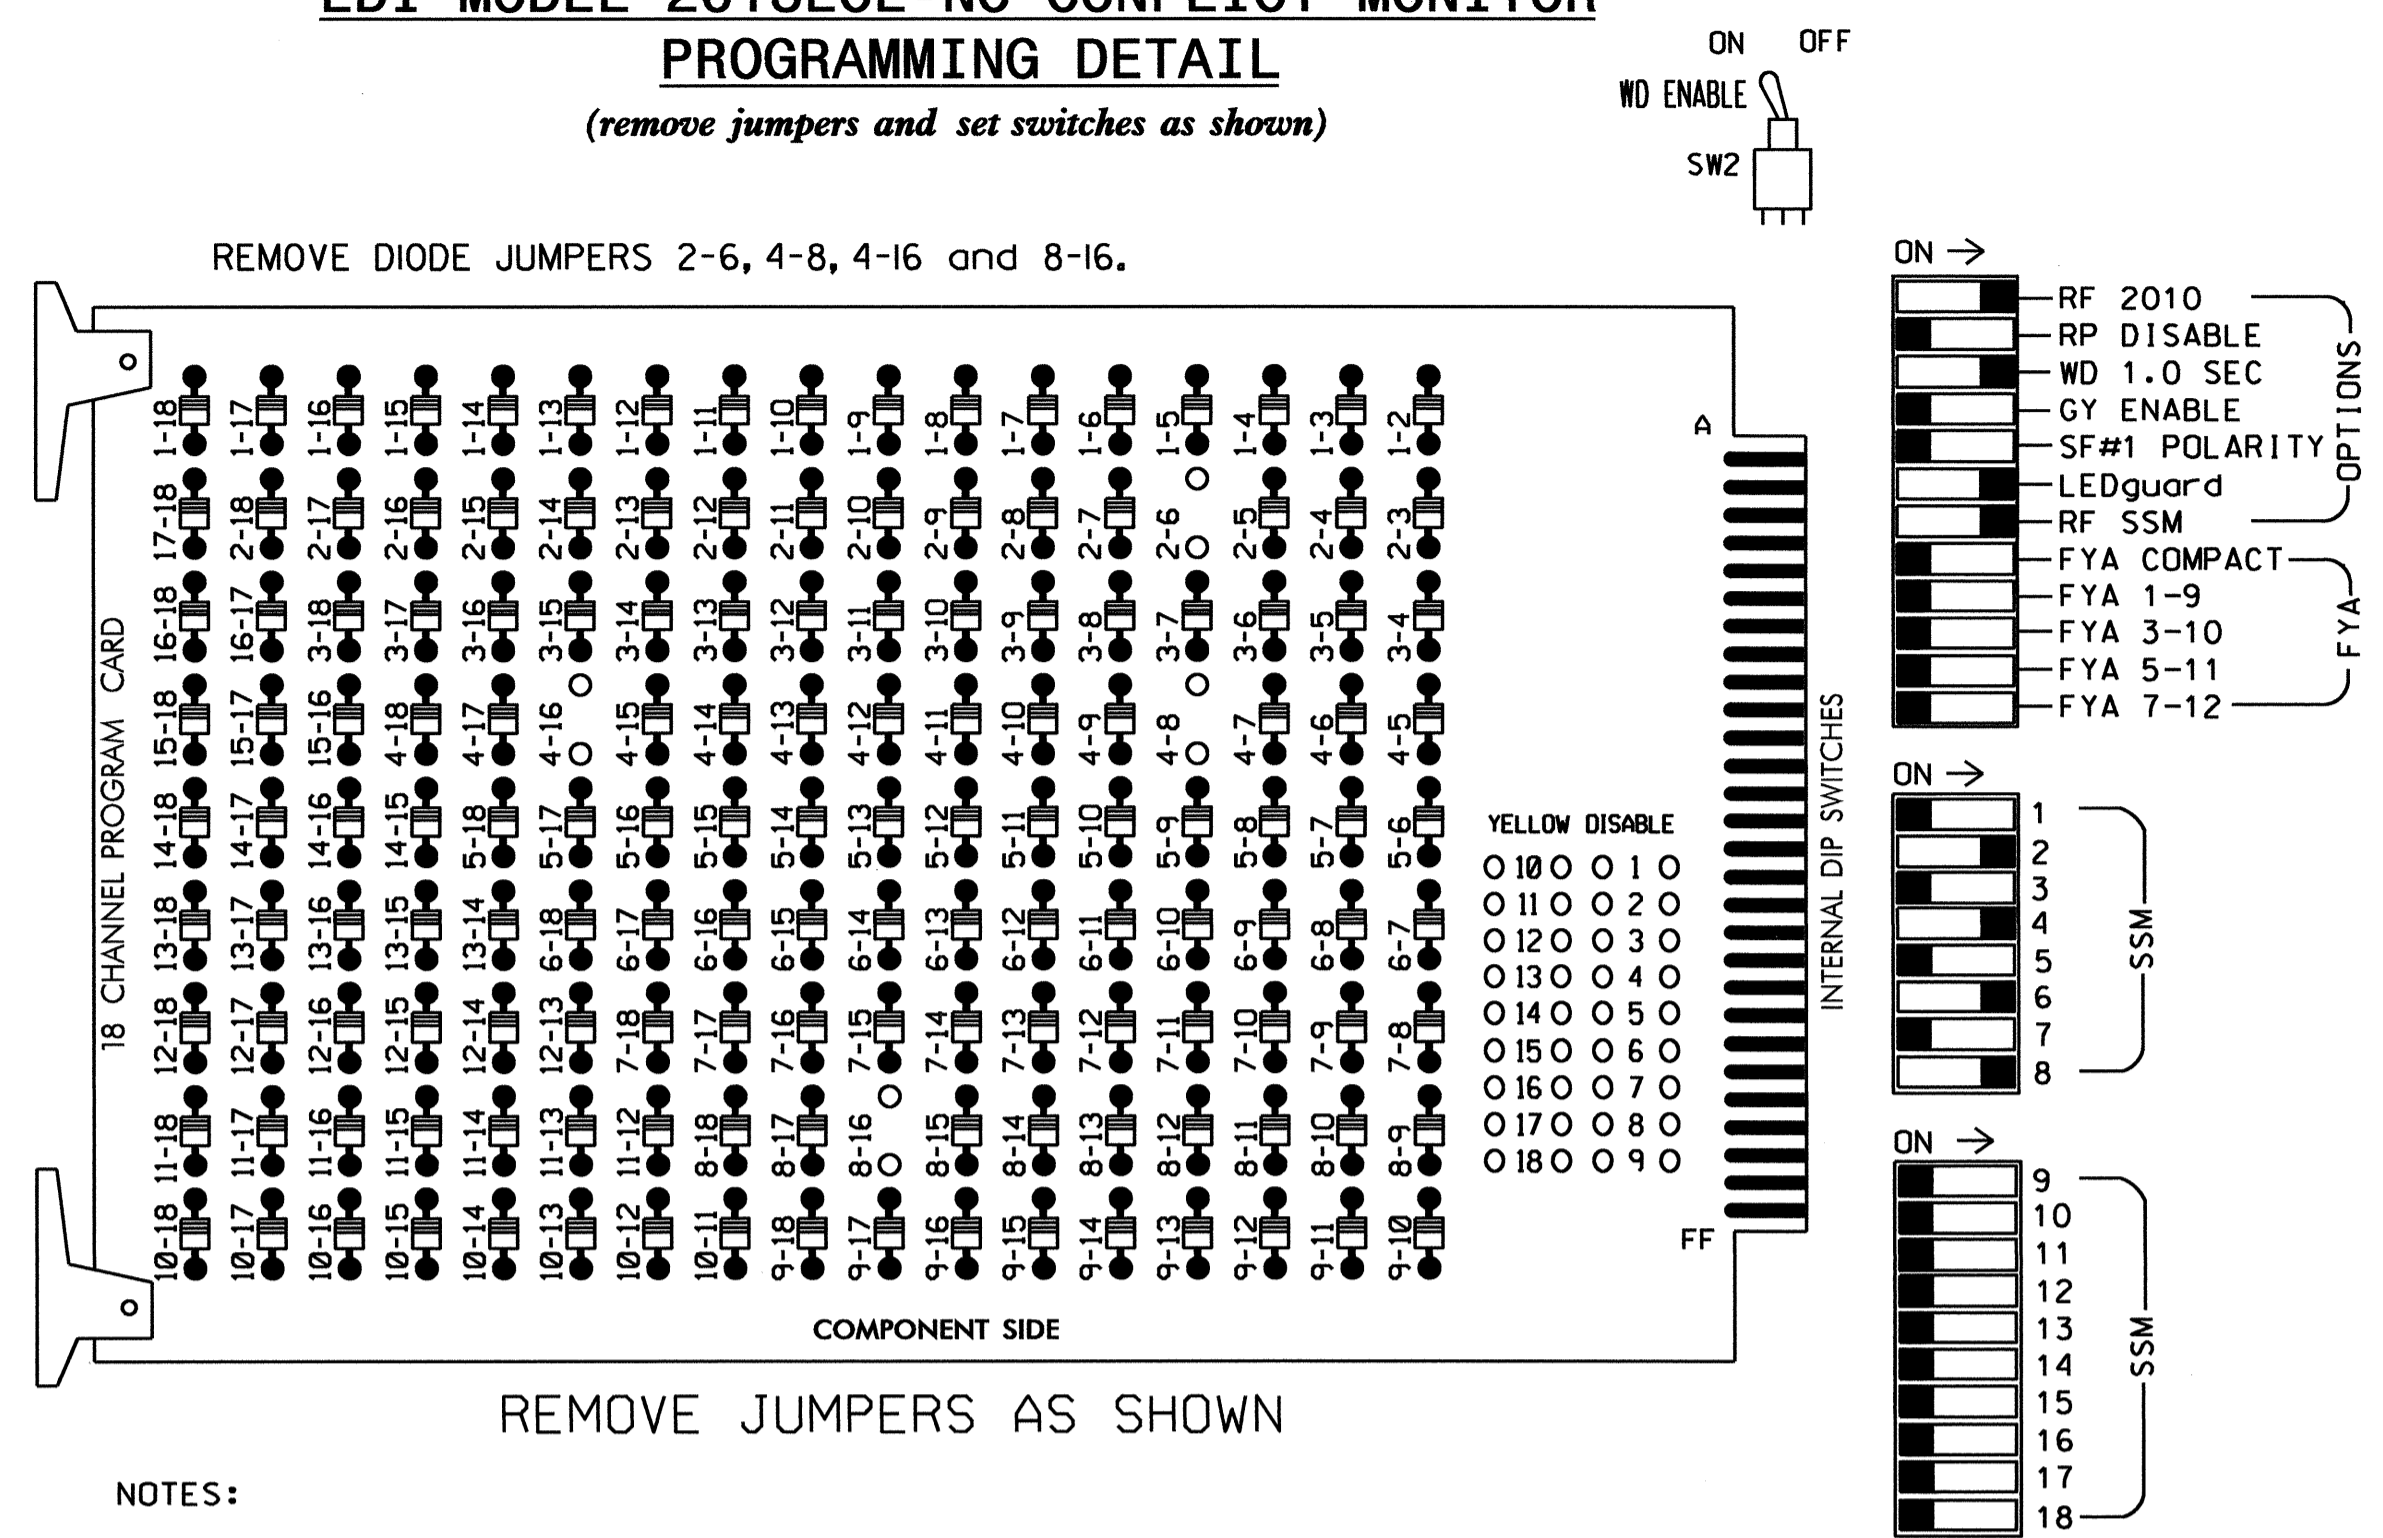 EDI MODEL 2018ECL-NC CONFLICT MONITOR
PROGRAMMING DETAIL
(remove jumpers and set switches as shown)
ON OFF
WD ENABLE
SW2
REMOVE DIODE JUMPERS 2-6, 4-8, 4-16 and 8-16.
18 CHANNEL PROGRAM CARD
1-18 1-17 1-16 1-15 1-14 1-13 1-12 1-11 1-10 1-9 1-8 1-7 1-6 1-5 1-4 1-3 1-2
17-18 2-18 2-17 2-16 2-15 2-14 2-13 2-12 2-11 2-10 2-9 2-8 2-7 2-6 2-5 2-4 2-3
16-18 16-17 3-18 3-17 3-16 3-15 3-14 3-13 3-12 3-11 3-10 3-9 3-8 3-7 3-6 3-5 3-4
15-18 15-17 15-16 4-18 4-17 4-16 4-15 4-14 4-13 4-12 4-11 4-10 4-9 4-8 4-7 4-6 4-5
14-18 14-17 14-16 14-15 5-18 5-17 5-16 5-15 5-14 5-13 5-12 5-11 5-10 5-9 5-8 5-7 5-6
13-18 13-17 13-16 13-15 13-14 6-18 6-17 6-16 6-15 6-14 6-13 6-12 6-11 6-10 6-9 6-8 6-7
12-18 12-17 12-16 12-15 12-14 12-13 7-18 7-17 7-16 7-15 7-14 7-13 7-12 7-11 7-10 7-9 7-8
11-18 11-17 11-16 11-15 11-14 11-13 11-12 8-18 8-17 8-16 8-15 8-14 8-13 8-12 8-11 8-10 8-9
10-18 10-17 10-16 10-15 10-14 10-13 10-12 10-11 9-18 9-17 9-16 9-15 9-14 9-13 9-12 9-11 9-10
A
FF
YELLOW DISABLE
10 1
11 2
12 3
13 4
14 5
15 6
16 7
17 8
18 9
COMPONENT SIDE
INTERNAL DIP SWITCHES
REMOVE JUMPERS AS SHOWN
NOTES:
ON →
RF 2010
RP DISABLE
WD 1.0 SEC
GY ENABLE
SF#1 POLARITY
LEDguard
RF SSM
OPTIONS
FYA COMPACT
FYA 1-9
FYA 3-10
FYA 5-11
FYA 7-12
FYA
ON →
1
2
3
4
5
6
7
8
SSM
ON →
9
10
11
12
13
14
15
16
17
18
SSM